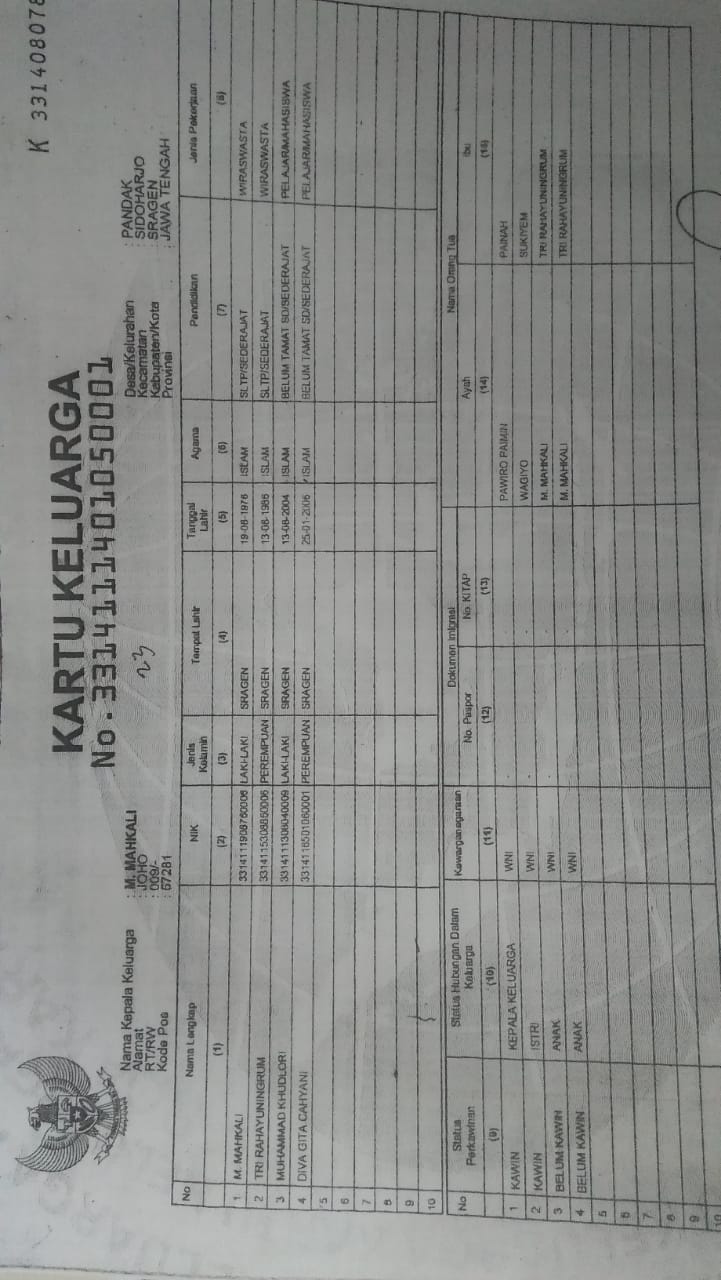 K 331408078
KARTU KELUARGA
No. 3314111401050001
23
Nama Kepala Keluarga : M. MAHKALI
Alamat : JOHO
RT/RW : 009/-
Kode Pos : 57281
Desa/Kelurahan : PANDAK
Kecamatan : SIDOHARJO
Kabupaten/Kota : SRAGEN
Provinsi : JAWA TENGAH
No Nama Lengkap NIK Jenis Kelamin Tempat Lahir Tanggal Lahir Agama Pendidikan Jenis Pekerjaan
(1) (2) (3) (4) (5) (6) (7) (8)
1 M. MAHKALI 3314111908760006 LAKI-LAKI SRAGEN 19-08-1976 ISLAM SLTP/SEDERAJAT WIRASWASTA
2 TRI RAHAYUNINGRUM 3314115308860006 PEREMPUAN SRAGEN 13-08-1986 ISLAM SLTP/SEDERAJAT WIRASWASTA
3 MUHAMMAD KHUDLORI 3314111308040009 LAKI-LAKI SRAGEN 13-08-2004 ISLAM BELUM TAMAT SD/SEDERAJAT PELAJAR/MAHASISWA
4 DIVA GITA CAHYANI 3314116501060001 PEREMPUAN SRAGEN 25-01-2006 ISLAM BELUM TAMAT SD/SEDERAJAT PELAJAR/MAHASISWA
5
6
7
8
9
10
No Status Perkawinan Status Hubungan Dalam Keluarga Kewarganegaraan Dokumen Imigrasi Nama Orang Tua
No. Paspor No. KITAP Ayah Ibu
(9) (10) (11) (12) (13) (14) (15)
1 KAWIN KEPALA KELUARGA WNI PAWIRO PAIMIN PAINAH
2 KAWIN ISTRI WNI WAGIYO SUKIYEM
3 BELUM KAWIN ANAK WNI M. MAHKALI TRI RAHAYUNINGRUM
4 BELUM KAWIN ANAK WNI M. MAHKALI TRI RAHAYUNINGRUM
5
6
7
8
9
10